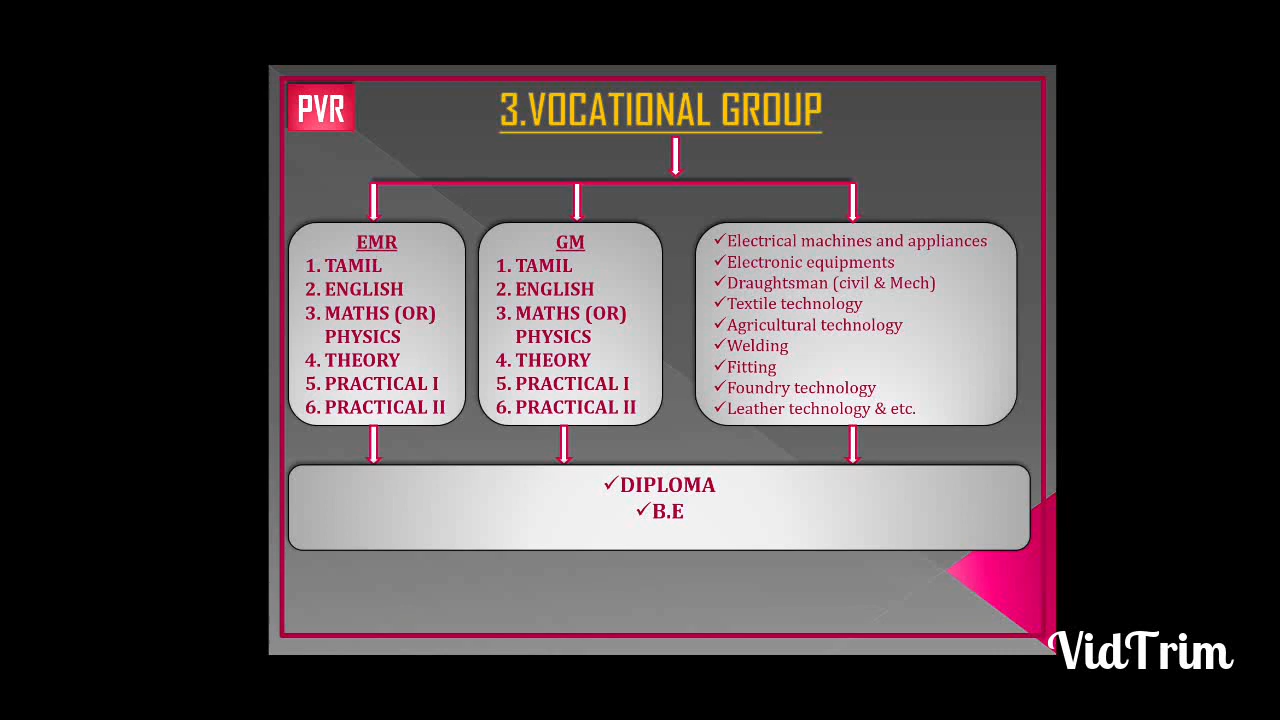 PVR
3.VOCATIONAL GROUP
EMR
1. TAMIL
2. ENGLISH
3. MATHS (OR)
PHYSICS
4. THEORY
5. PRACTICAL I
6. PRACTICAL II
GM
1. TAMIL
2. ENGLISH
3. MATHS (OR)
PHYSICS
4. THEORY
5. PRACTICAL I
6. PRACTICAL II
✓Electrical machines and appliances
✓Electronic equipments
✓Draughtsman (civil & Mech)
✓Textile technology
✓Agricultural technology
✓Welding
✓Fitting
✓Foundry technology
✓Leather technology & etc.
✓DIPLOMA
✓B.E
VidTrim